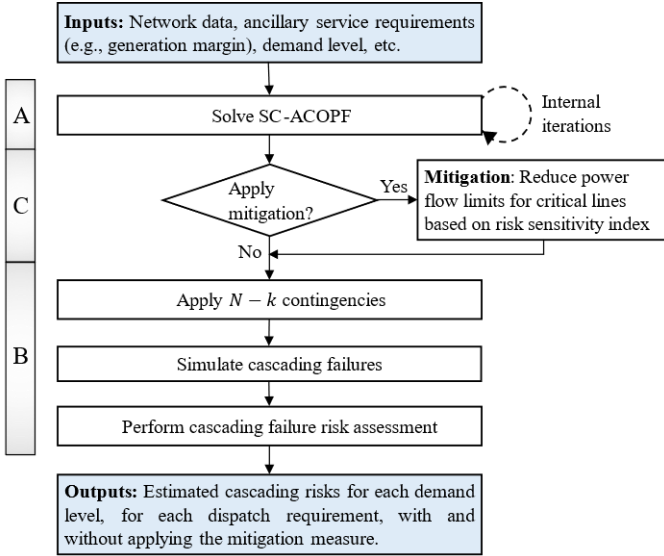 Inputs: Network data, ancillary service requirements
(e.g., generation margin), demand level, etc.
A
Solve SC-ACOPF
Internal
iterations
C
Apply
mitigation?
Yes
Mitigation: Reduce power
flow limits for critical lines
based on risk sensitivity index
No
B
Apply N − k contingencies
Simulate cascading failures
Perform cascading failure risk assessment
Outputs: Estimated cascading risks for each demand
level, for each dispatch requirement, with and
without applying the mitigation measure.